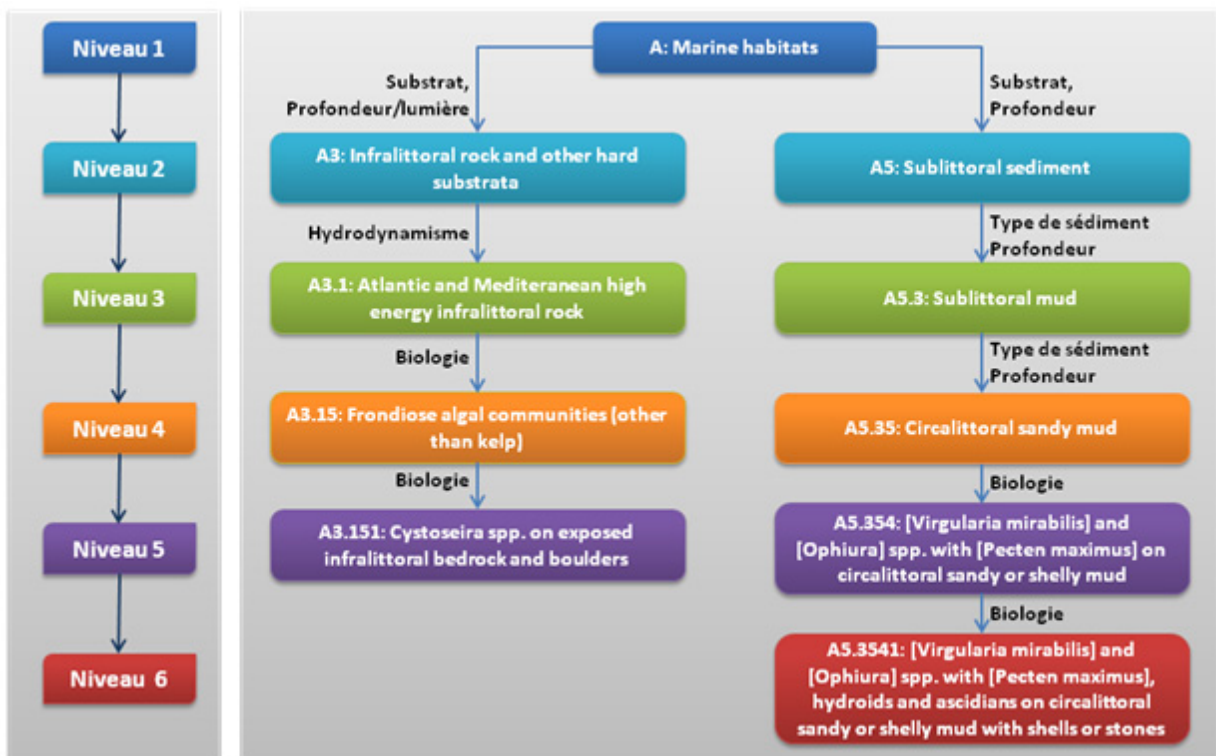 Niveau 1
Niveau 2
Niveau 3
Niveau 4
Niveau 5
Niveau 6
A: Marine habitats
Substrat,
Profondeur/lumière
A3: Infralittoral rock and other hard
substrata
Hydrodynamisme
A3.1: Atlantic and Mediteranean high
energy infralittoral rock
Biologie
A3.15: Frondiose algal communities (other
than kelp)
Biologie
A3.151: Cystoseira spp. on exposed
infralittoral bedrock and boulders
Substrat,
Profondeur
A5: Sublittoral sediment
Type de sédiment
Profondeur
A5.3: Sublittoral mud
Type de sédiment
Profondeur
A5.35: Circalittoral sandy mud
Biologie
A5.354: [Virgularia mirabilis] and
[Ophiura] spp. with [Pecten maximus] on
circalittoral sandy or shelly mud
Biologie
A5.3541: [Virgularia mirabilis] and
[Ophiura] spp. with [Pecten maximus],
hydroids and ascidians on circalittoral
sandy or shelly mud with shells or stones